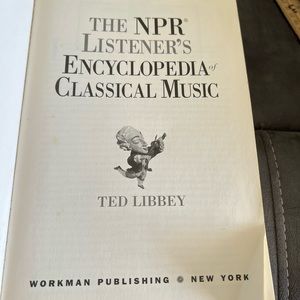 THE NPR®
LISTENER'S
ENCYCLOPEDIA of
CLASSICAL MUSIC
TED LIBBEY
WORKMAN PUBLISHING • NEW YORK